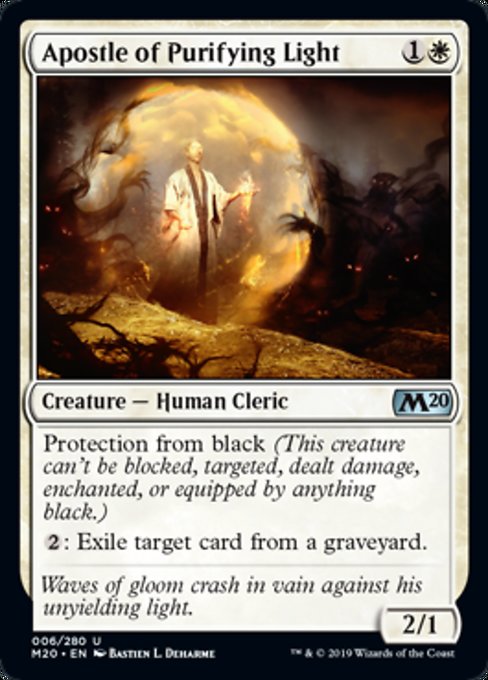 Apostle of Purifying Light 1
Creature — Human Cleric M20
Protection from black (This creature
can't be blocked, targeted, dealt damage,
enchanted, or equipped by anything
black.)
2: Exile target card from a graveyard.
Waves of gloom crash in vain against his
unyielding light.
2/1
006/280 U
M20 • EN Bastien L. Deharme ™ & © 2019 Wizards of the Coast